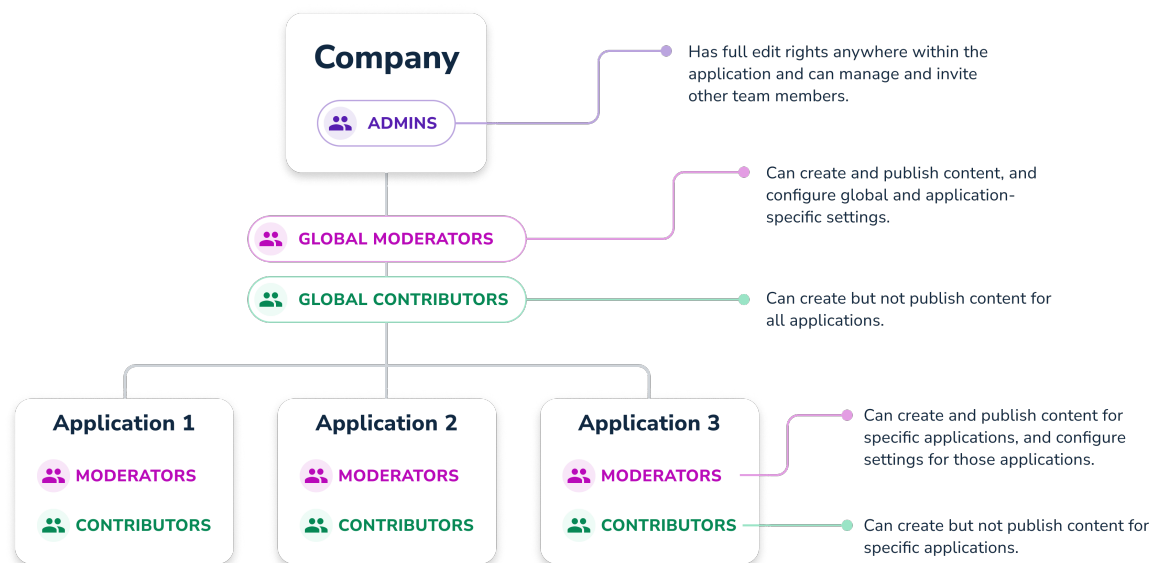 Company
ADMINS
Has full edit rights anywhere within the
application and can manage and invite
other team members.
GLOBAL MODERATORS
Can create and publish content, and
configure global and application-
specific settings.
GLOBAL CONTRIBUTORS
Can create but not publish content for
all applications.
Application 1
MODERATORS
CONTRIBUTORS
Application 2
MODERATORS
CONTRIBUTORS
Application 3
MODERATORS
CONTRIBUTORS
Can create and publish content for
specific applications, and configure
settings for those applications.
Can create but not publish content for
specific applications.